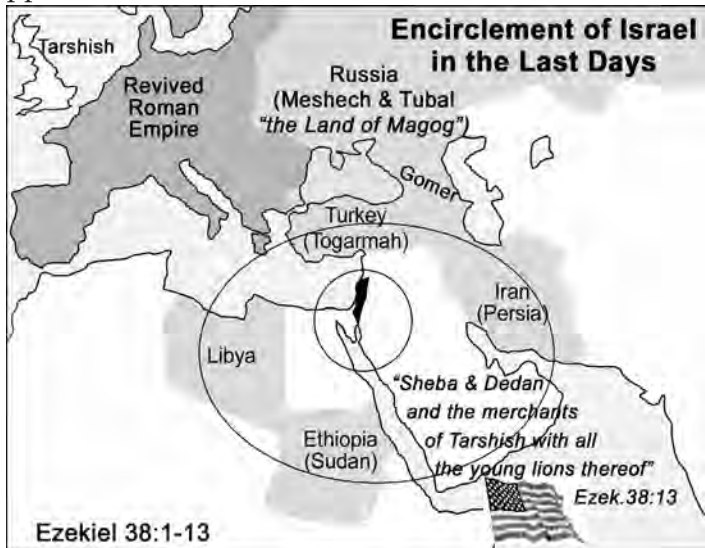 Encirclement of Israel
in the Last Days
Tarshish
Revived
Roman
Empire
Russia
(Meshech & Tubal
"the Land of Magog")
Gomer
Turkey
(Togarmah)
Iran
(Persia)
Libya
"Sheba & Dedan
and the merchants
of Tarshish with all
the young lions thereof"
Ezek.38:13
Ethiopia
(Sudan)
Ezekiel 38:1-13